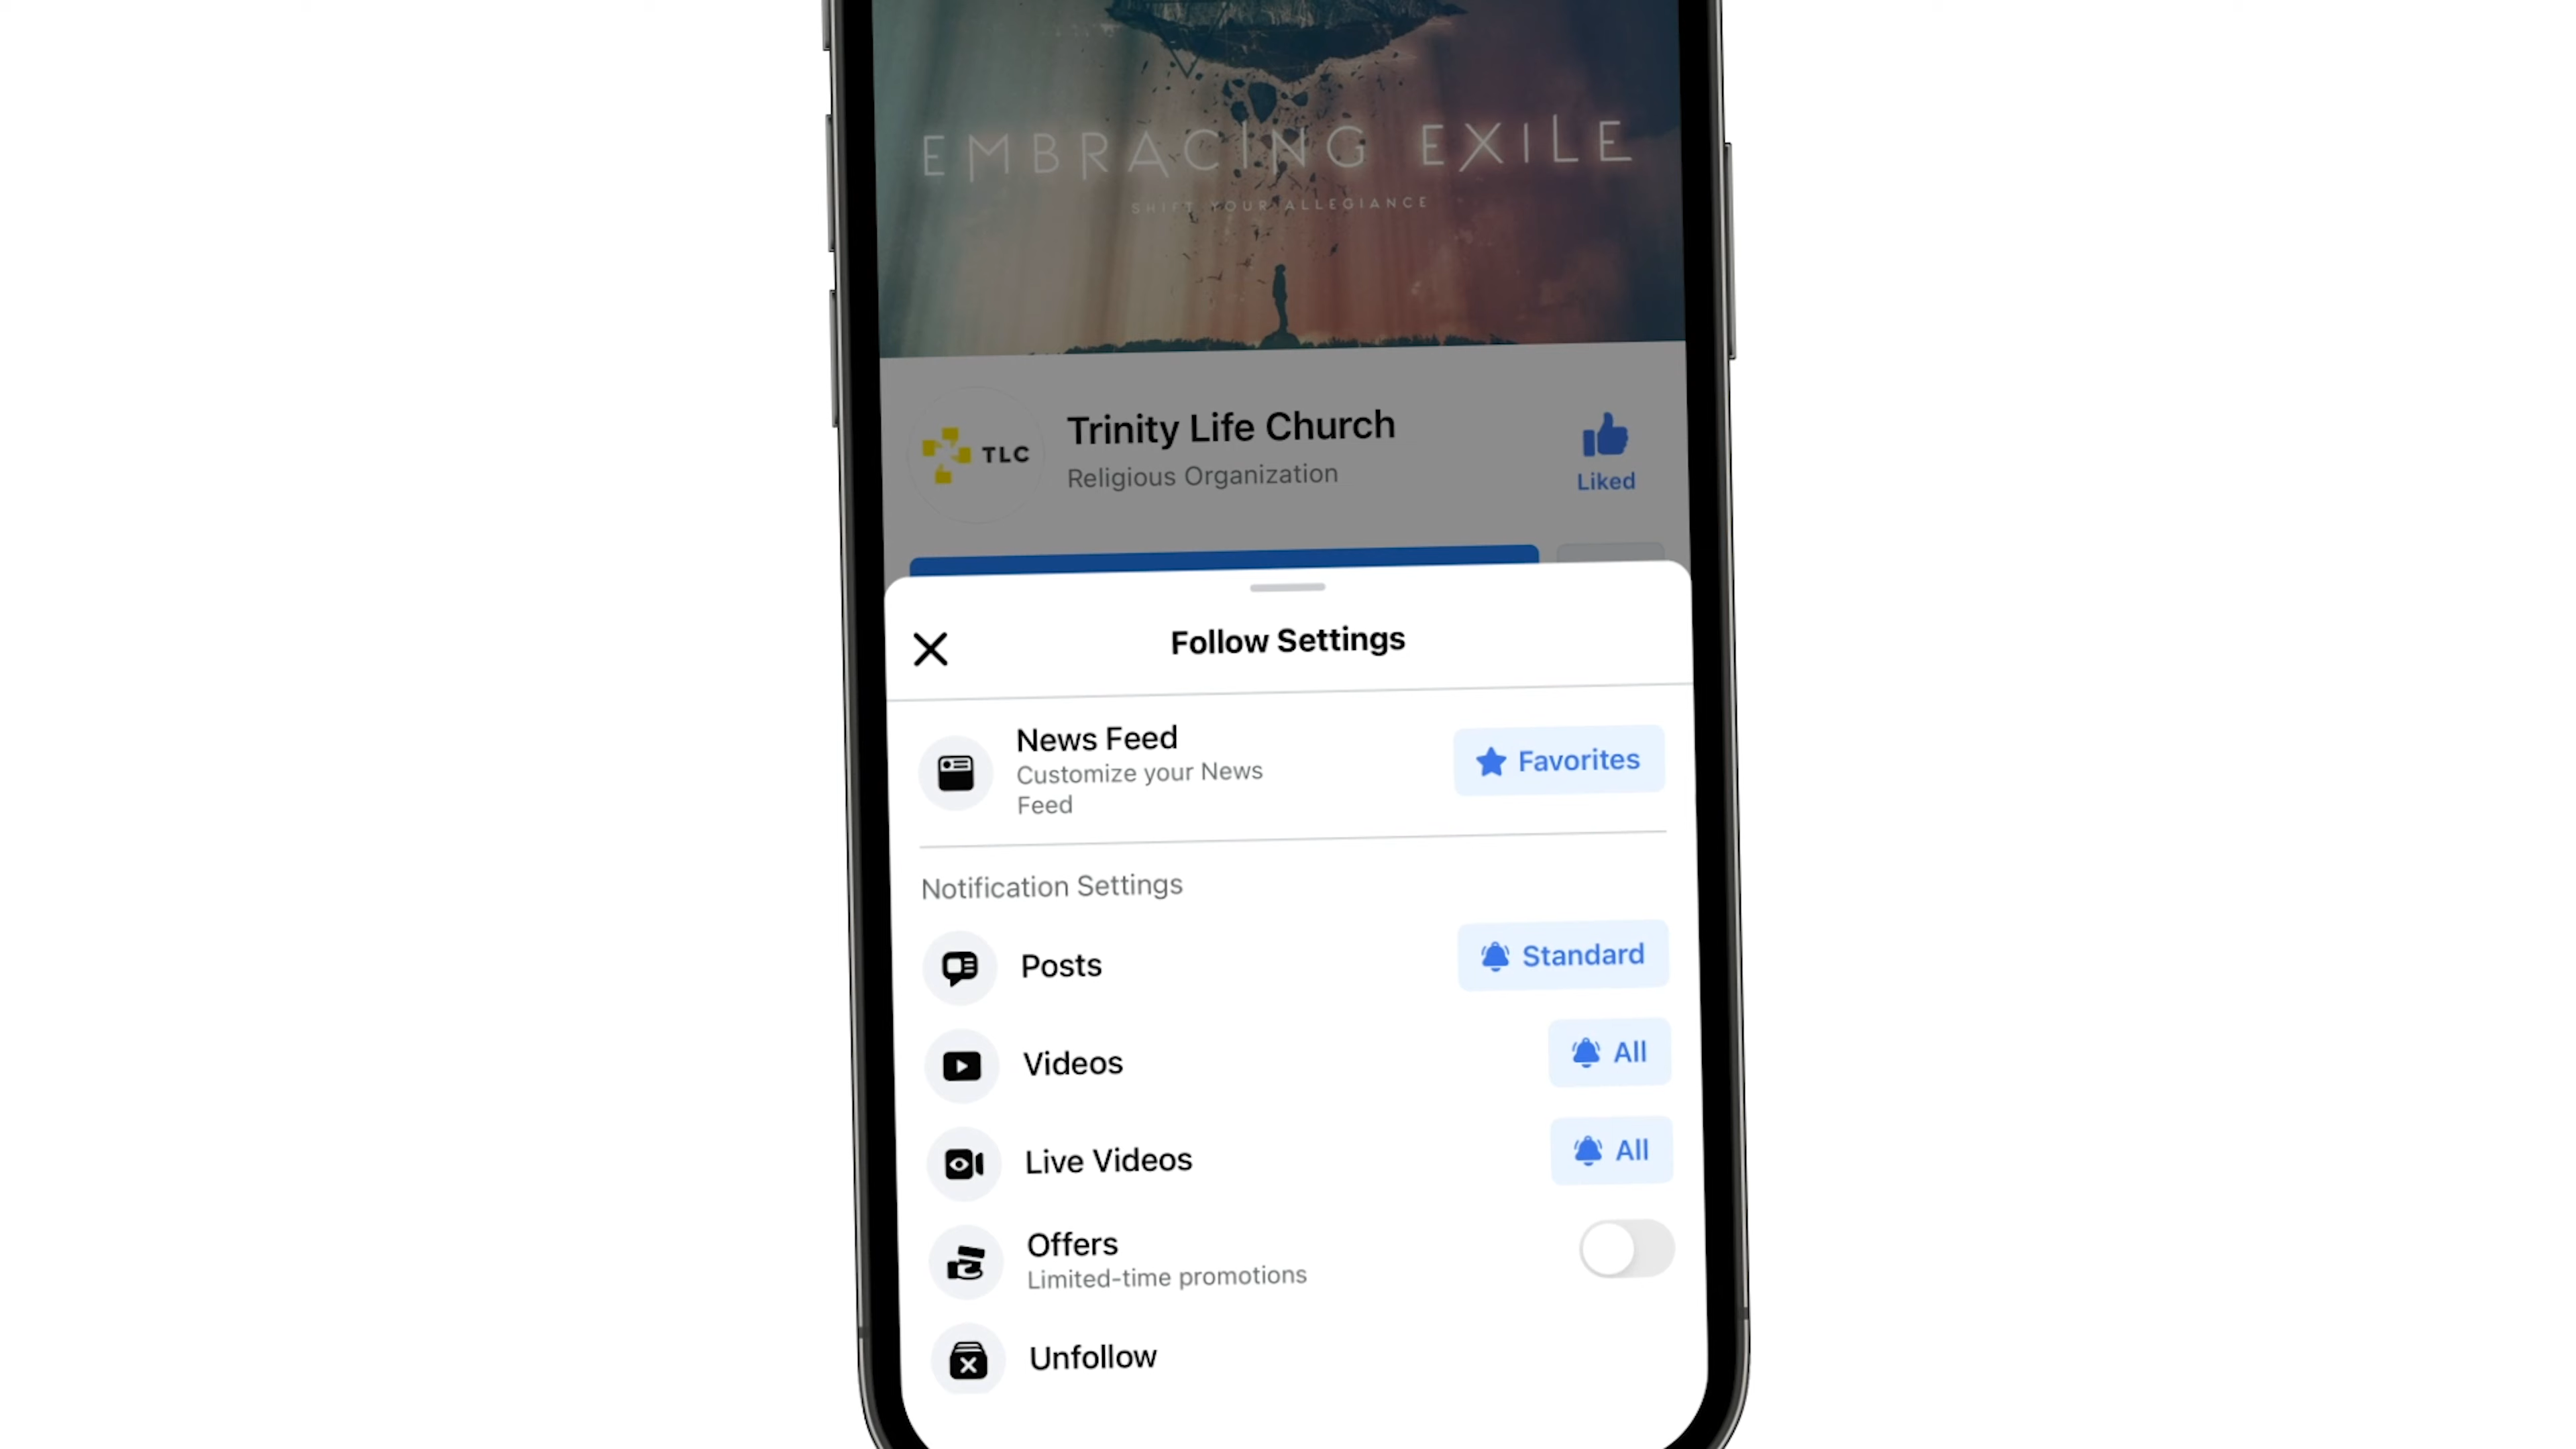 EMBRACING EXILE
SHIFT YOUR ALLEGIANCE
TLC
Trinity Life Church
Religious Organization
Liked
Follow Settings
News Feed
Customize your News
Feed
Favorites
Notification Settings
Posts
Standard
Videos
All
Live Videos
All
Offers
Limited-time promotions
Unfollow